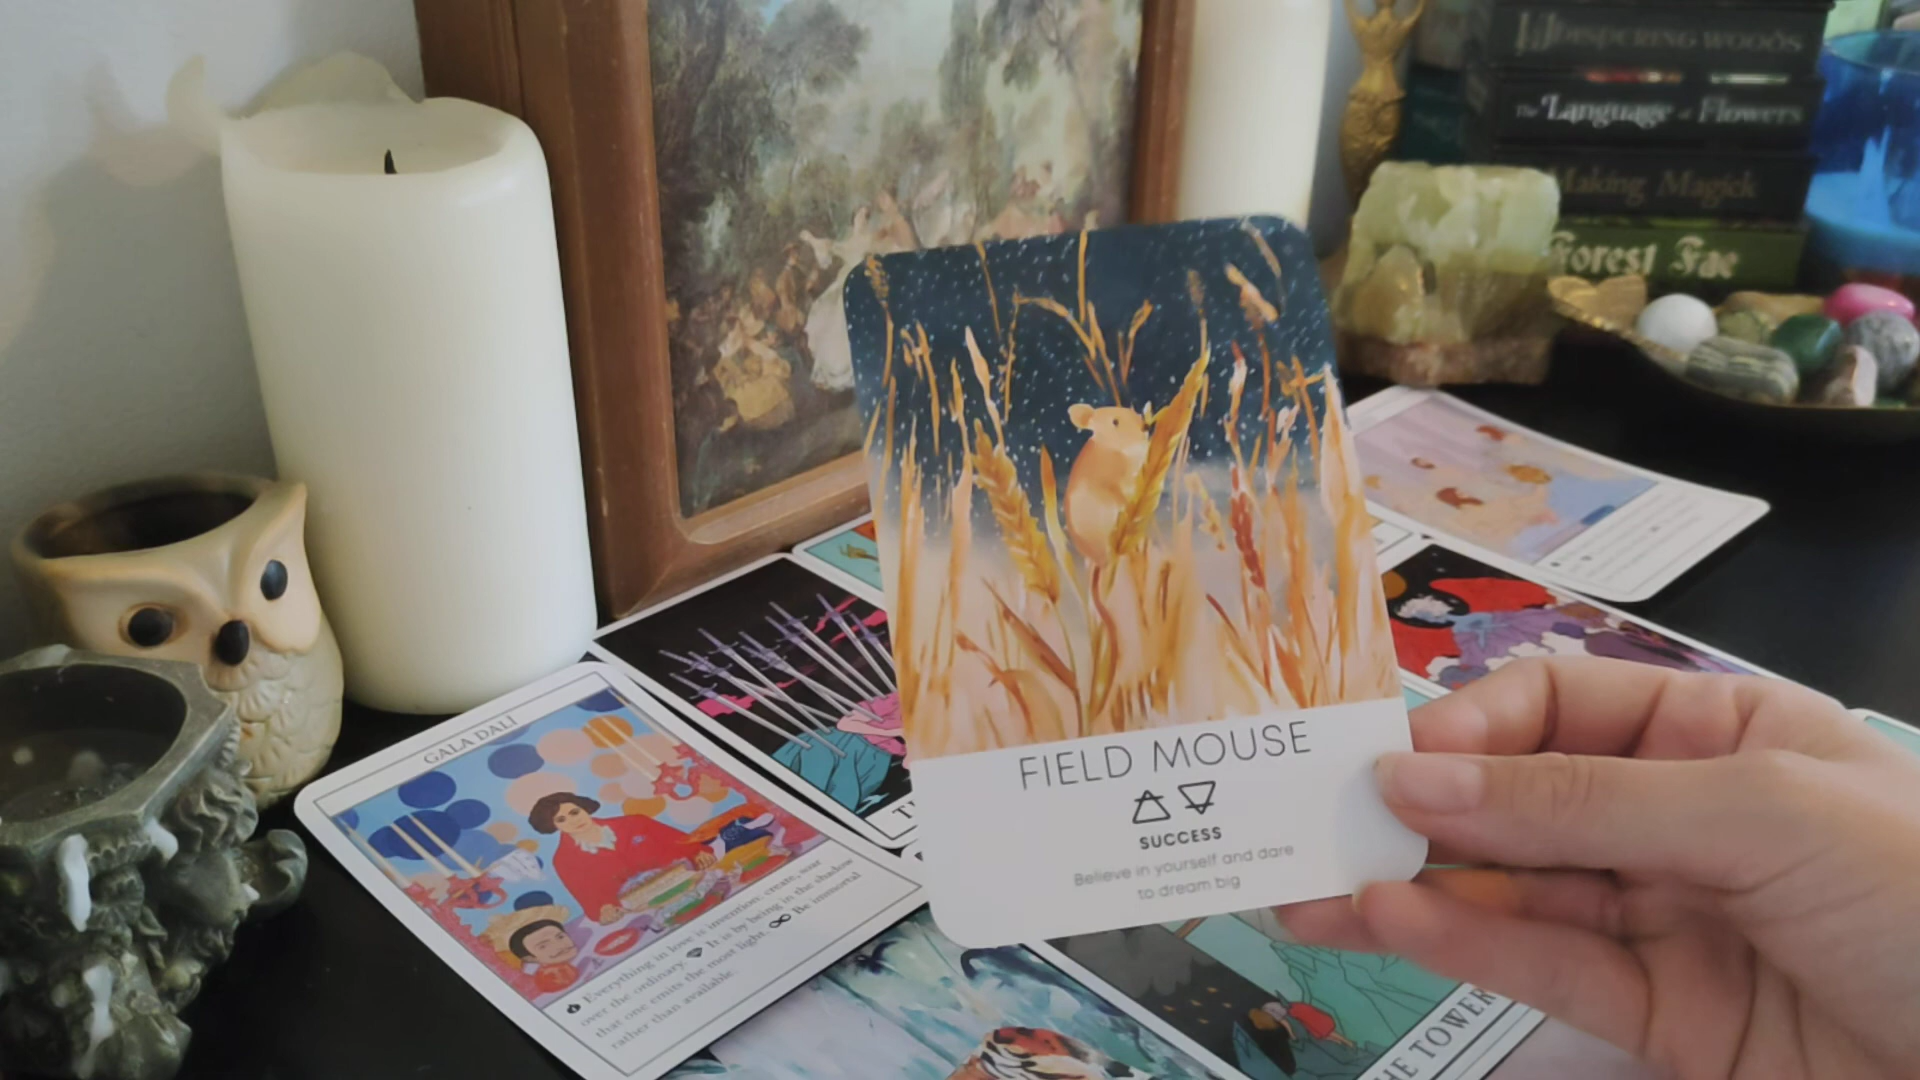 WHISPERING WOODS
The Language of Flowers
Making Magick
Forest Fae
FIELD MOUSE
SUCCESS
Believe in yourself and dare
to dream big
GALA DALÍ
Everything in love is invention: create, soar
over the ordinary. It is by being in the shadow
that one emits the most light. Be immortal
rather than available.
HE TOWER